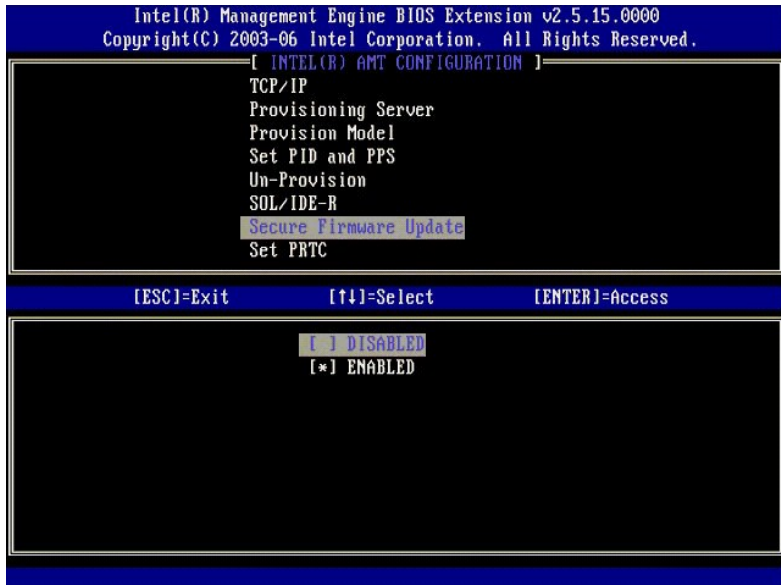 Intel(R) Management Engine BIOS Extension v2.5.15.0000
Copyright(C) 2003-06 Intel Corporation. All Rights Reserved.
[ INTEL(R) AMT CONFIGURATION ]
TCP/IP
Provisioning Server
Provision Model
Set PID and PPS
Un-Provision
SOL/IDE-R
Secure Firmware Update
Set PRTC
[ESC]=Exit [↑↓]=Select [ENTER]=Access
[ ] DISABLED
[*] ENABLED